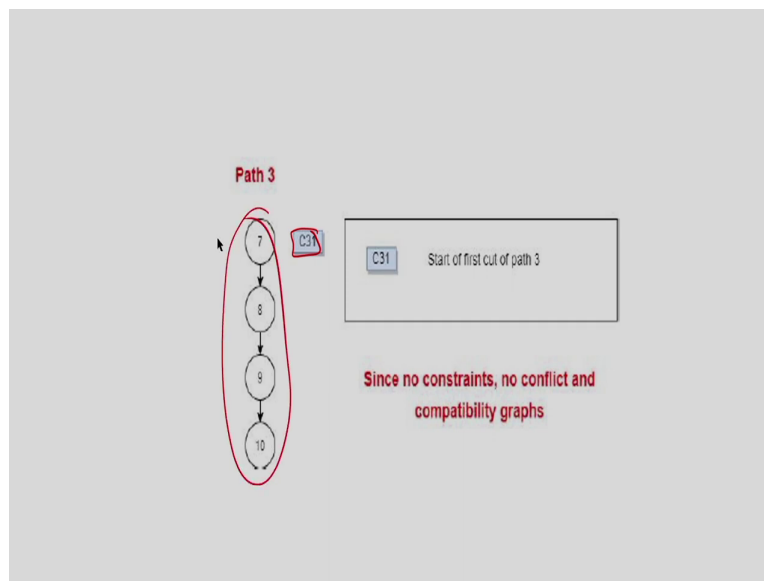 Path 3
7
C31
C31 Start of first cut of path 3
8
9
Since no constraints, no conflict and
compatibility graphs
10